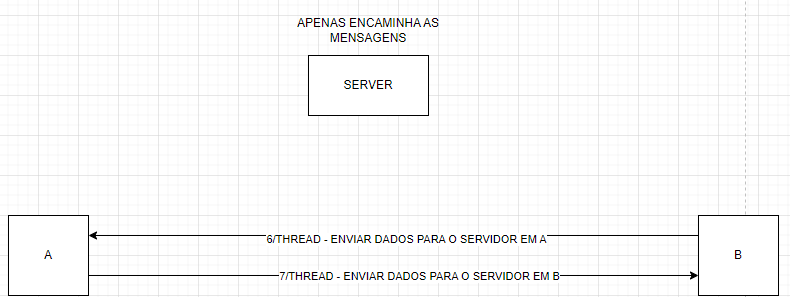 APENAS ENCAMINHA AS
MENSAGENS
SERVER
A
6/THREAD - ENVIAR DADOS PARA O SERVIDOR EM A
B
7/THREAD - ENVIAR DADOS PARA O SERVIDOR EM B